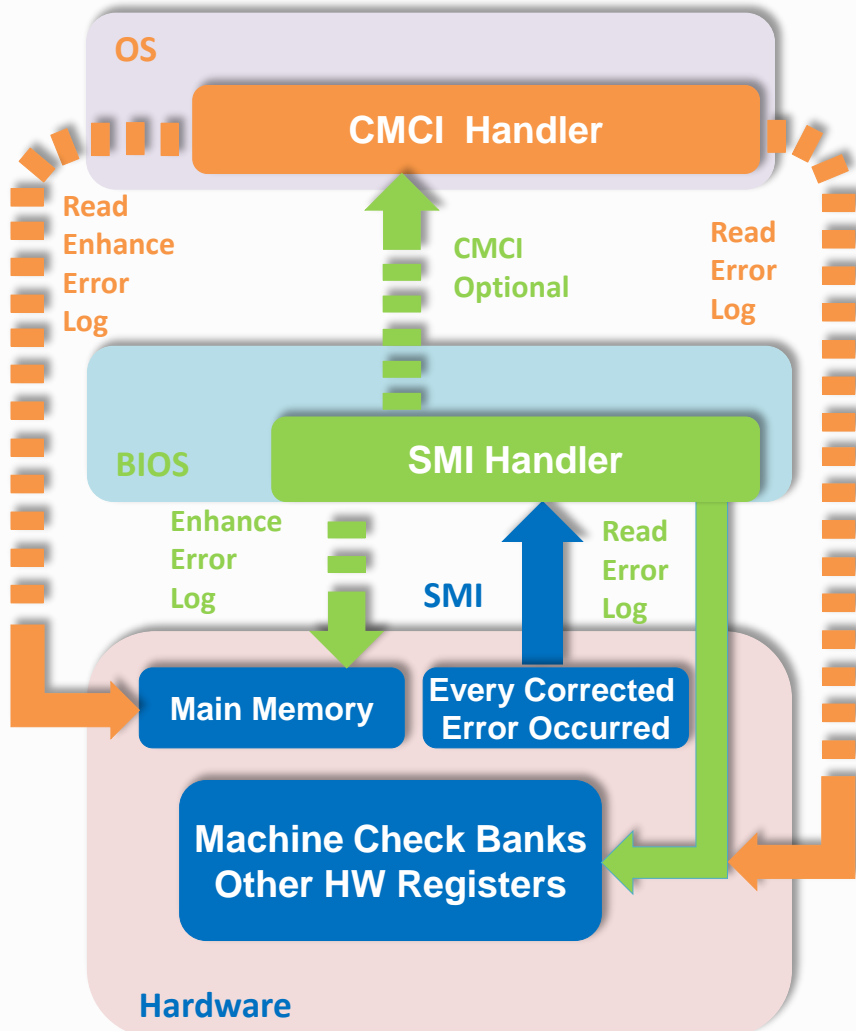 OS
CMCI Handler
Read
Enhance
Error
Log
CMCI
Optional
Read
Error
Log
BIOS
SMI Handler
Enhance
Error
Log
SMI
Read
Error
Log
Main Memory
Every Corrected
Error Occurred
Machine Check Banks
Other HW Registers
Hardware